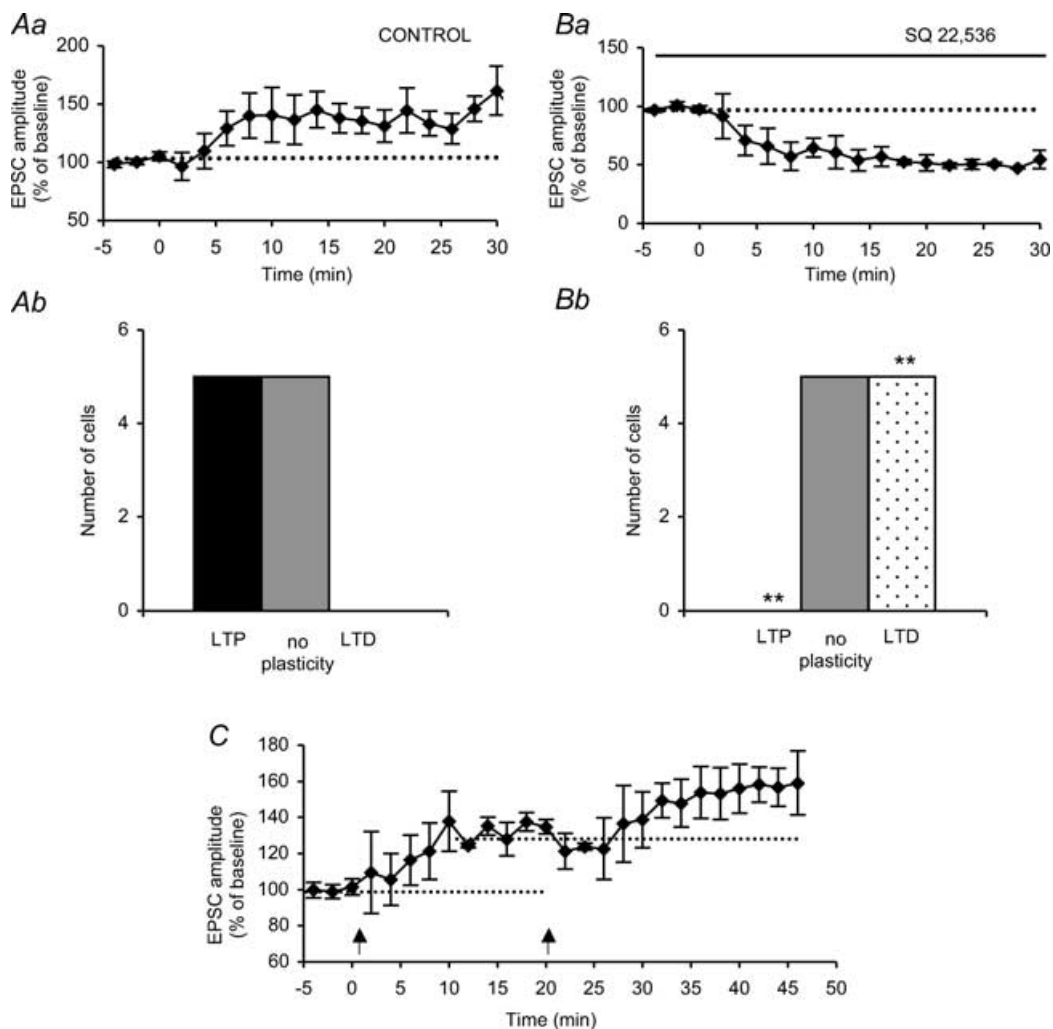 Aa
CONTROL
200
150
100
50
EPSC amplitude
(% of baseline)
-5 0 5 10 15 20 25 30
Time (min)
Ba
SQ 22,536
150
100
50
0
EPSC amplitude
(% of baseline)
-5 0 5 10 15 20 25 30
Time (min)
Ab
6
4
2
0
Number of cells
LTP no LTD
plasticity
Bb
6
4
2
0
Number of cells
**
**
LTP no LTD
plasticity
C
180
160
140
120
100
80
60
EPSC amplitude
(% of baseline)
-5 0 5 10 15 20 25 30 35 40 45 50
Time (min)